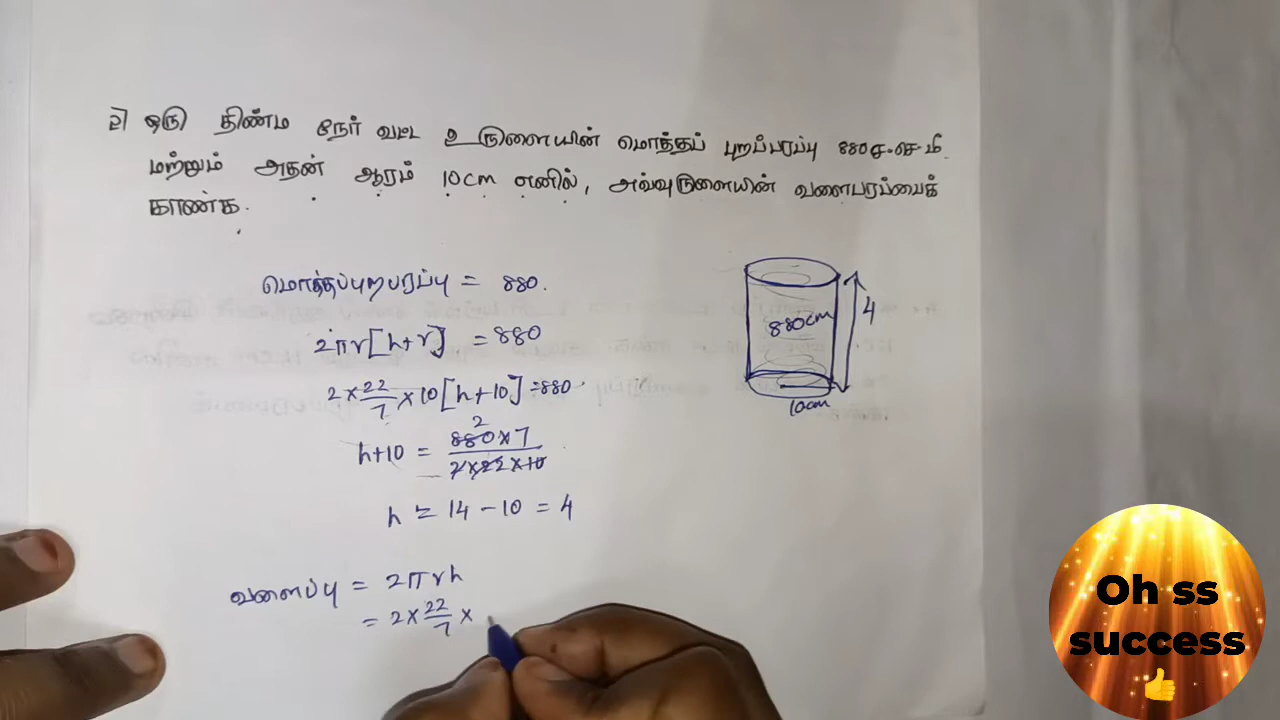 2) ஒரு திண்ம நேர் வட்ட உருளையின் மொத்தப் புறப்பரப்பு 880 ச.செ.மீ
மற்றும் அதன் ஆரம் 10cm எனில், அவ்வுருளையின் வளைபரப்பைக்
காண்க.
மொத்தப்புறபரப்பு = 880.
2πr[h+r] = 880
2×22/7×10[h+10]=880
h+10 = 880×7/2×22×10
2
h = 14 - 10 = 4
வளைப்பு = 2πrh
= 2×22/7×
880cm
4
10cm
Oh ss
success
👍